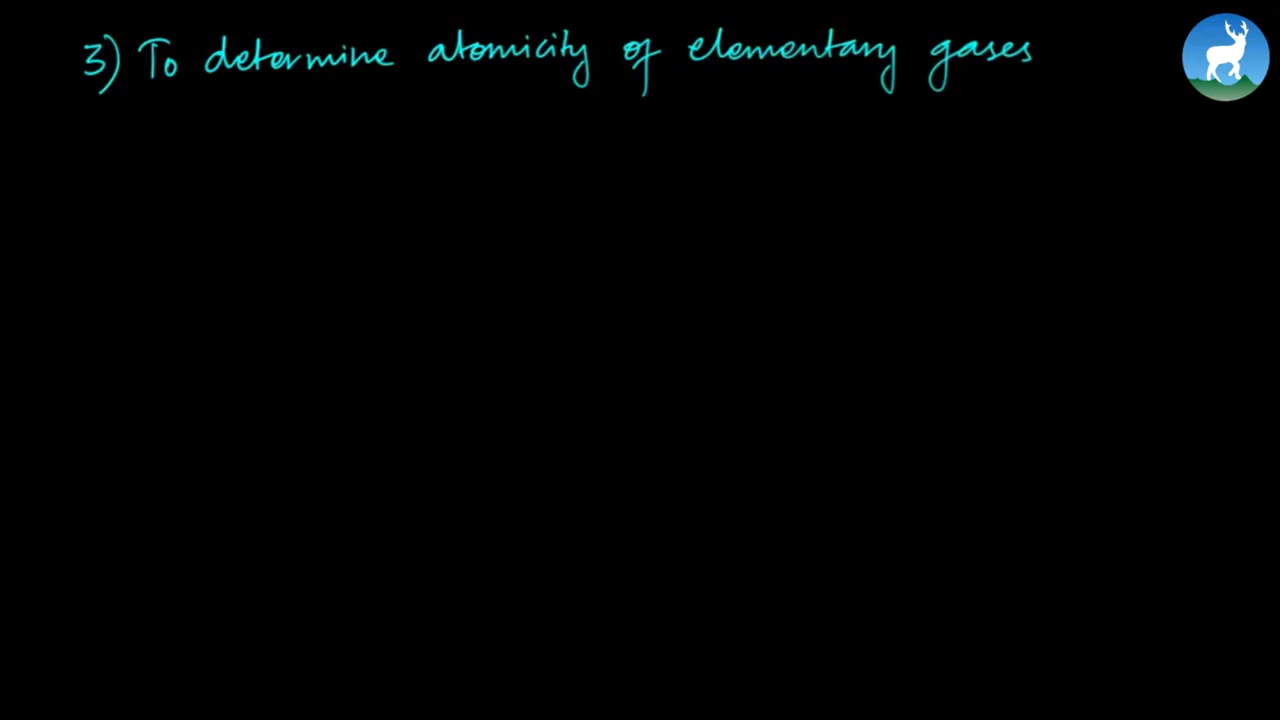 3) To determine atomicity of elementary gases